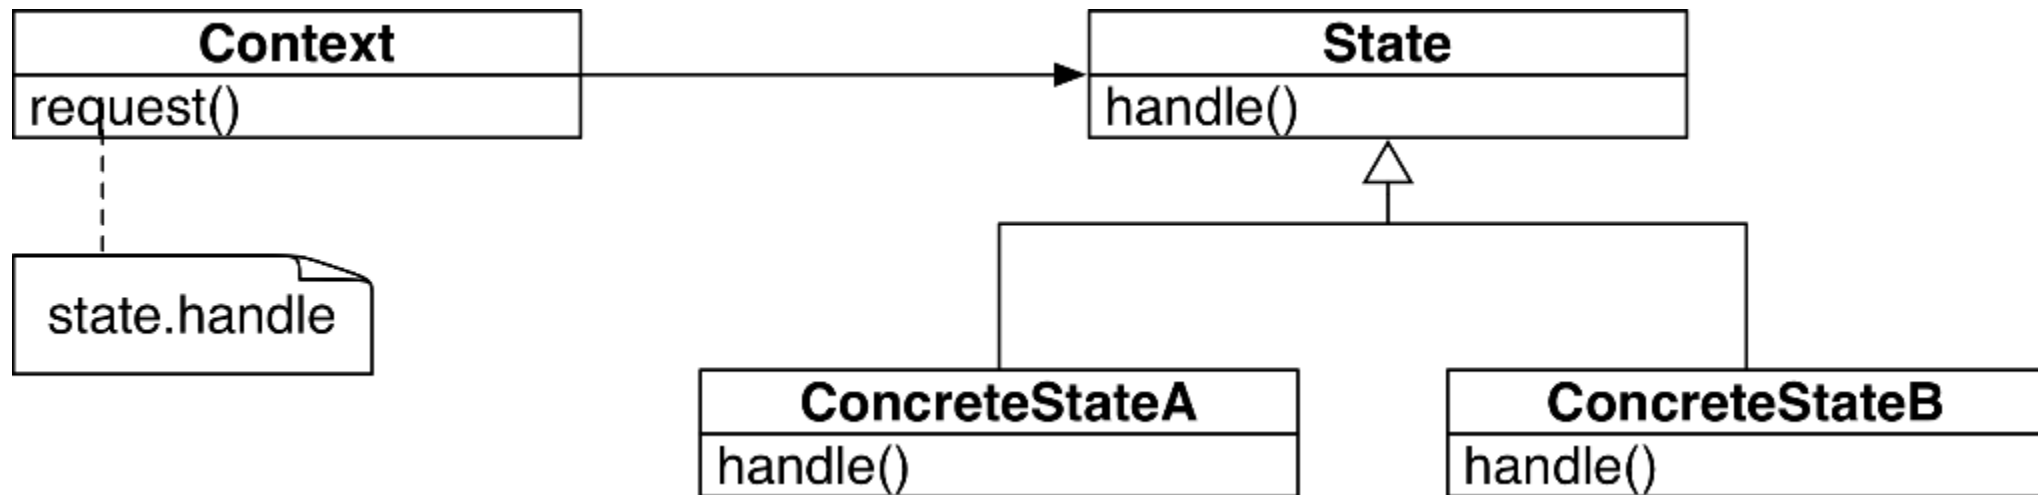 Context
request()
State
handle()
state.handle
ConcreteStateA
handle()
ConcreteStateB
handle()